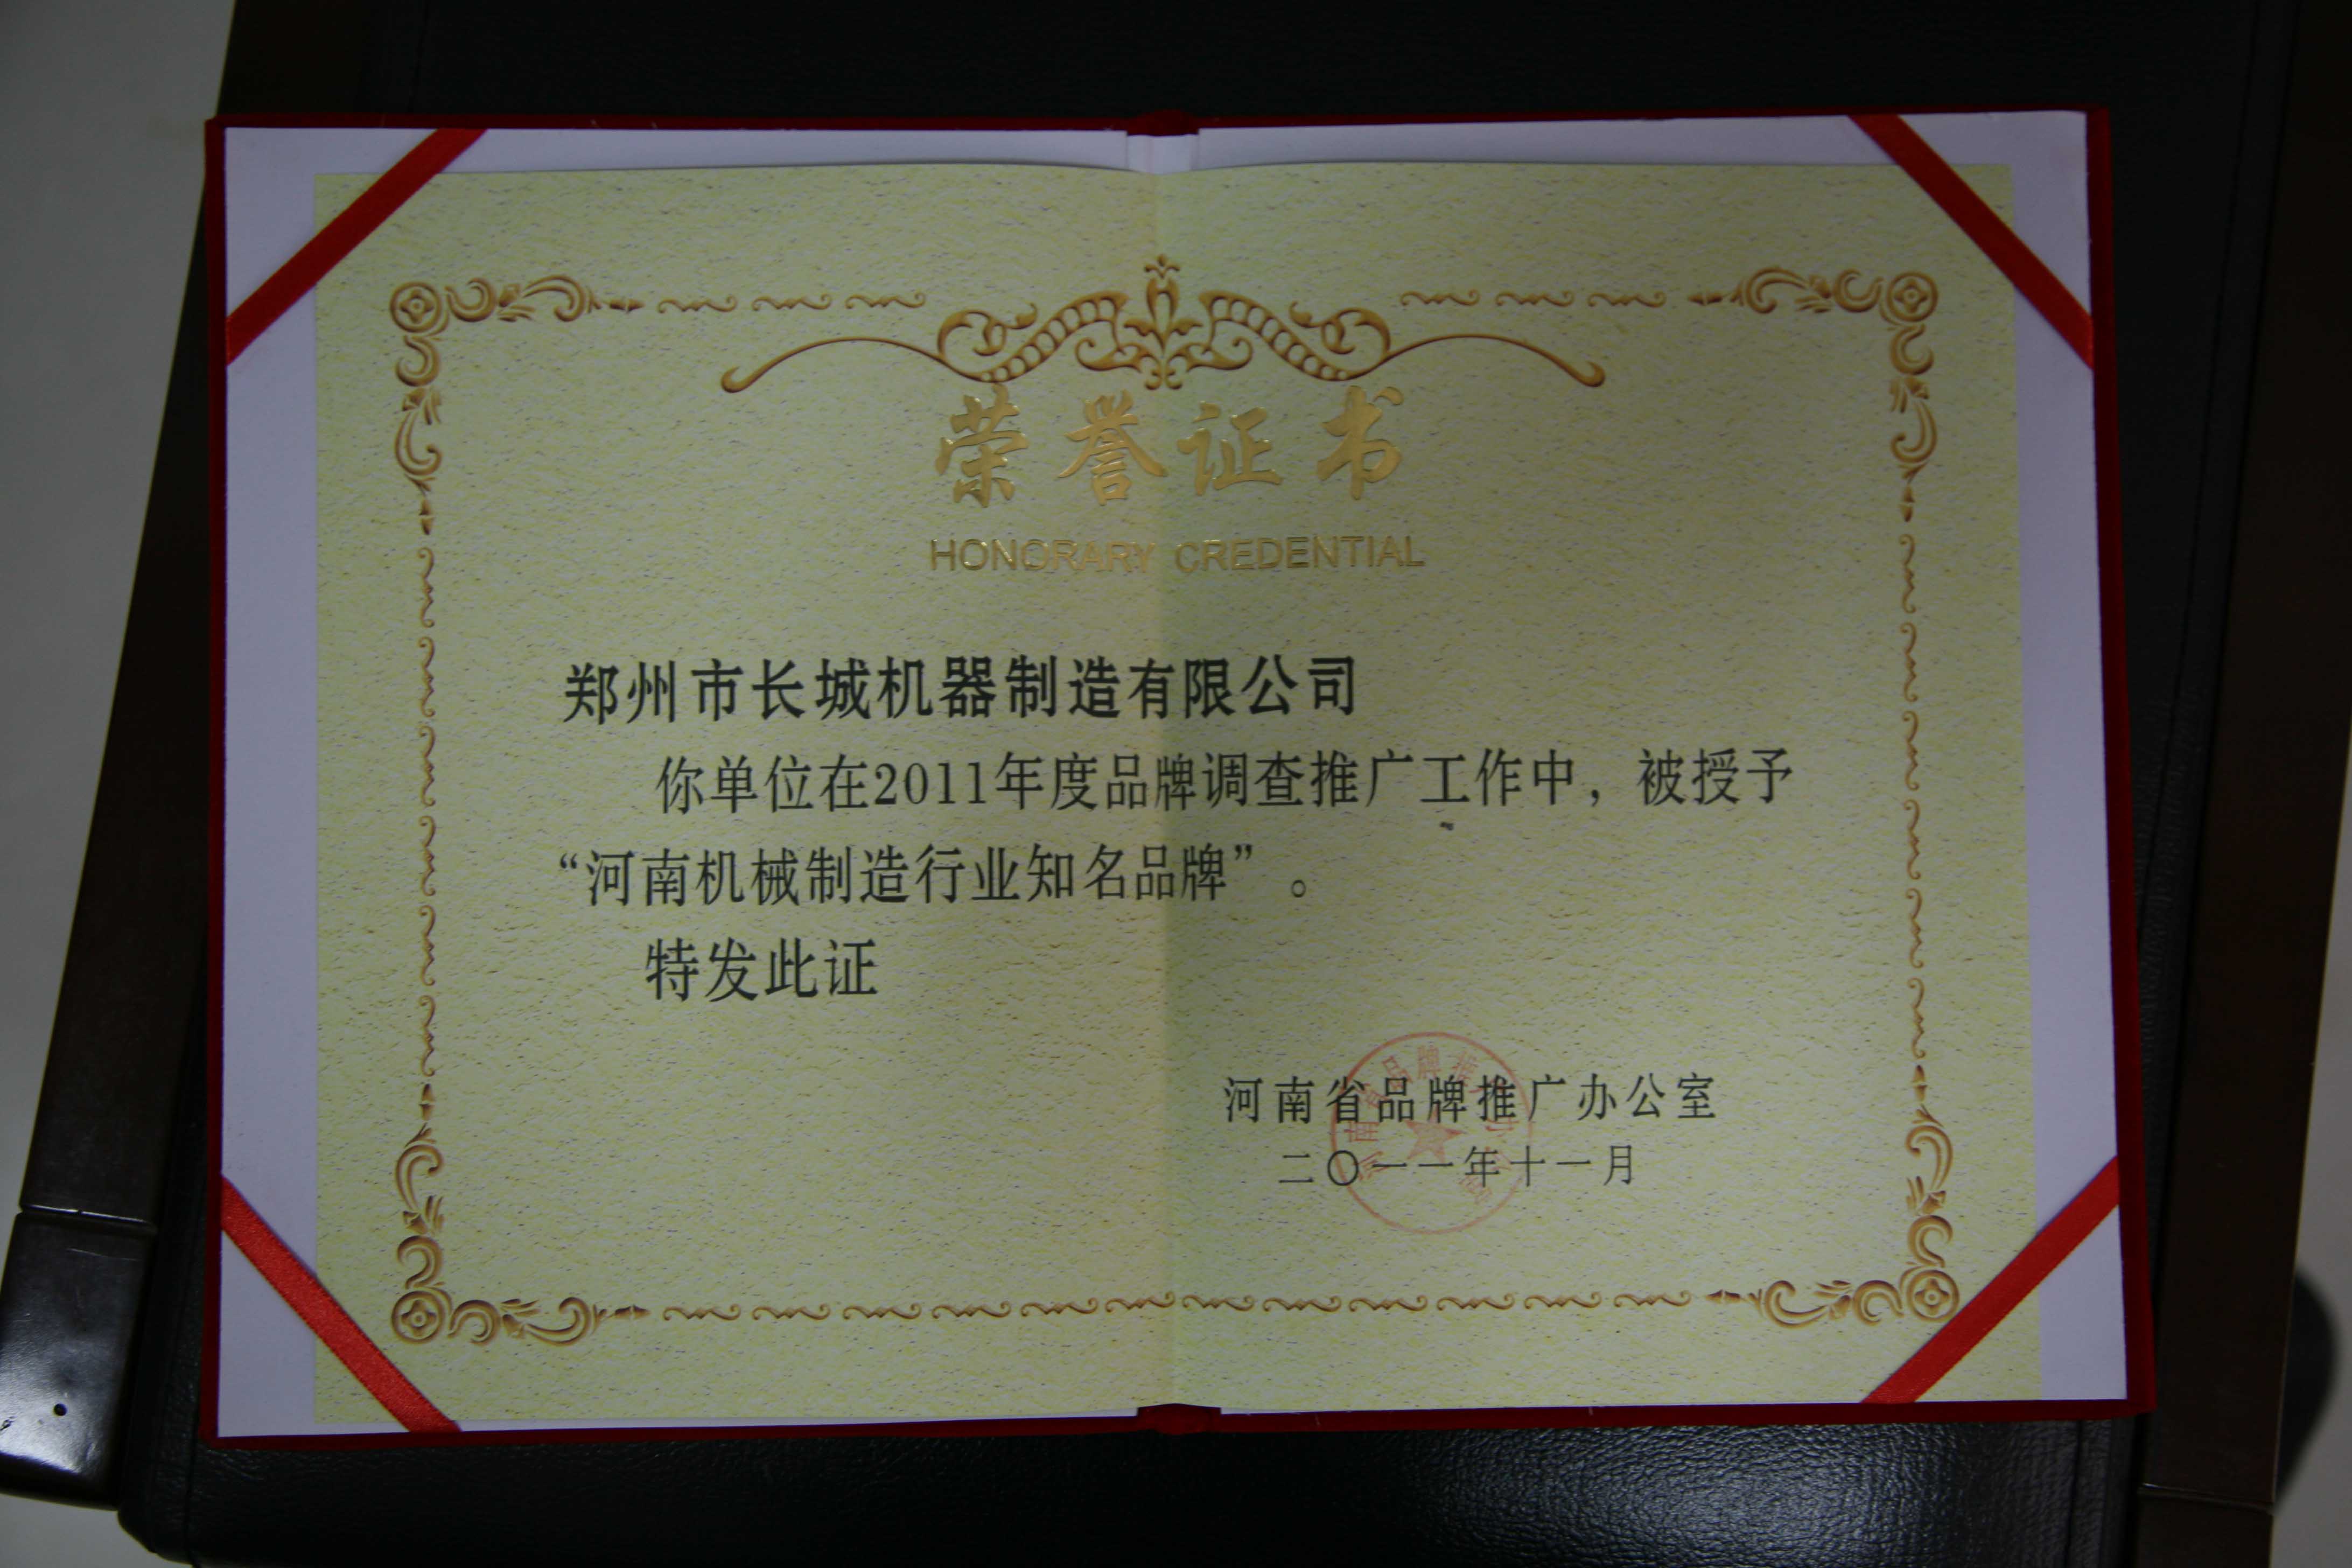 荣誉证书
HONORARY CREDENTIAL
郑州市长城机器制造有限公司
你单位在2011年度品牌调查推广工作中，被授予
“河南机械制造行业知名品牌”。
特发此证
河南省品牌推广办公室
二〇一一年十一月